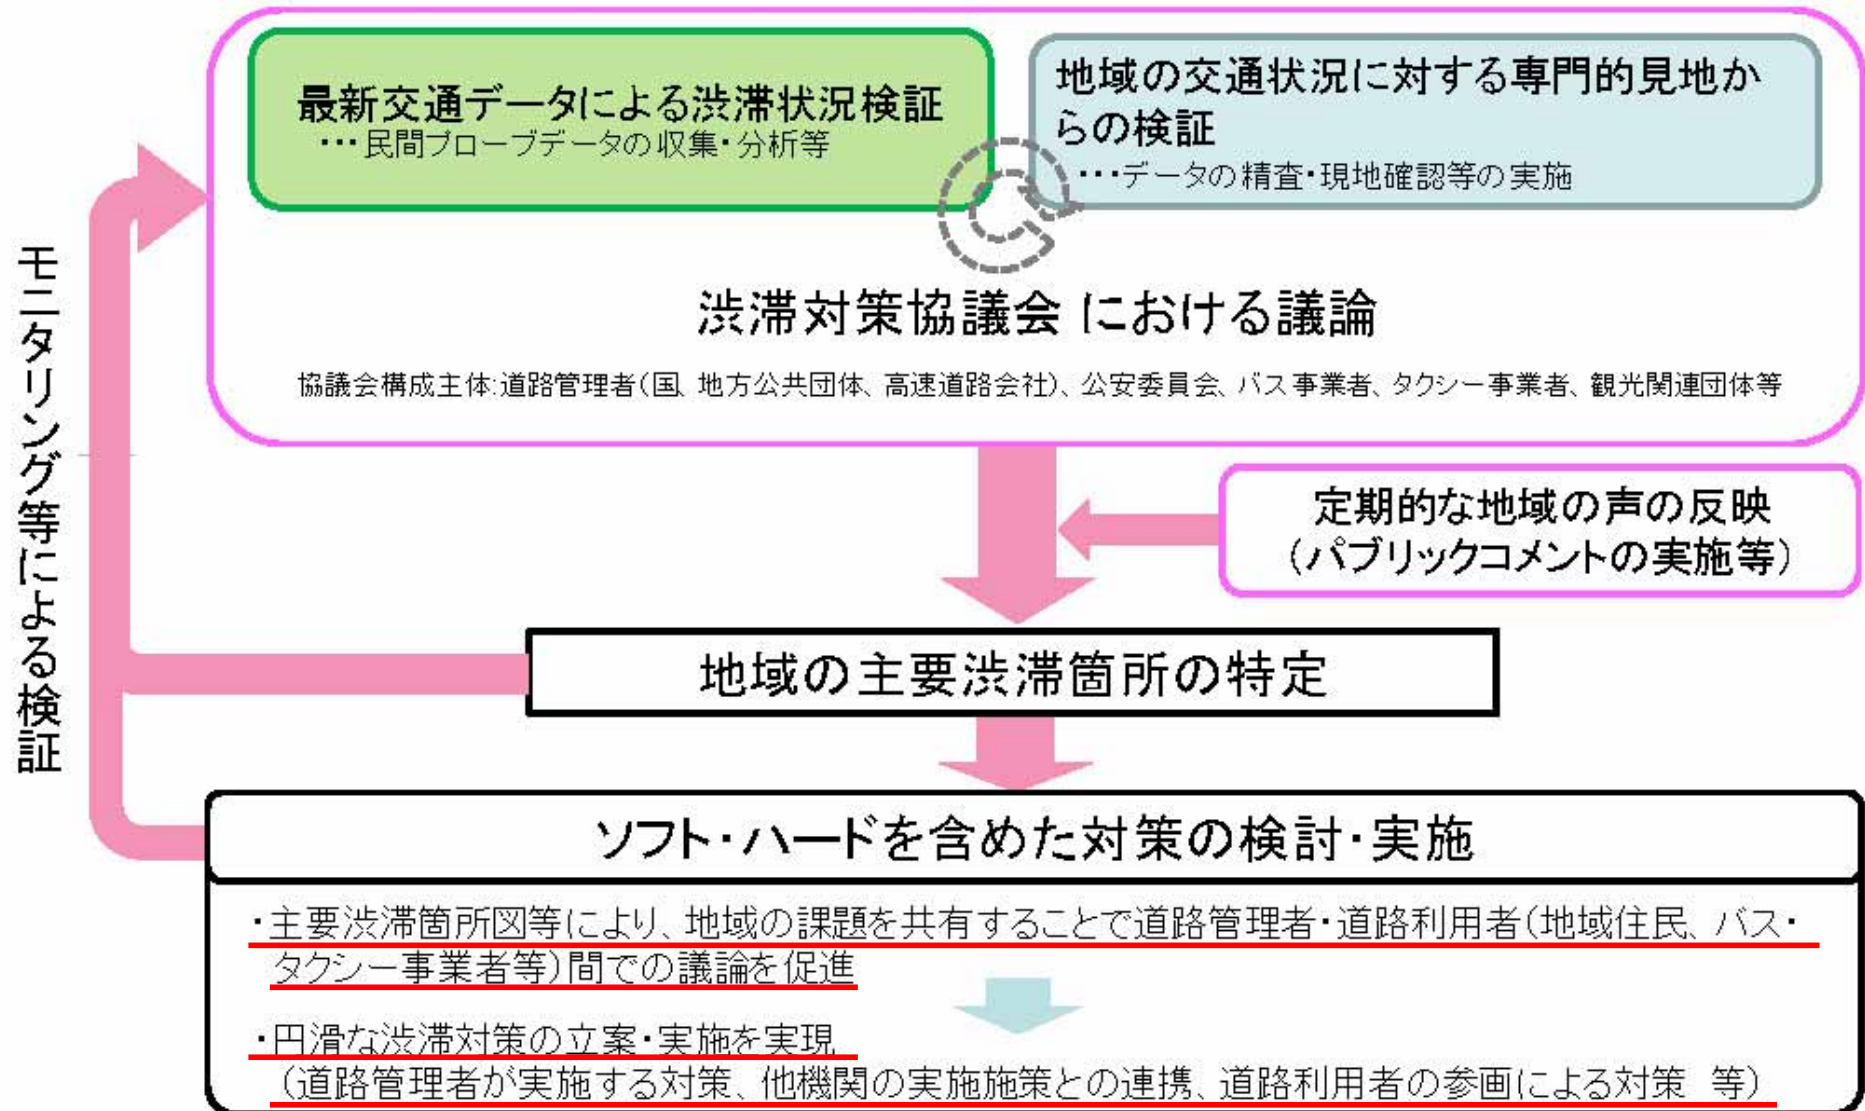 最新交通データによる渋滞状況検証
・・・民間プローブデータの収集・分析等
地域の交通状況に対する専門的見地か
らの検証
・・・データの精査・現地確認等の実施
渋滞対策協議会 における議論
協議会構成主体:道路管理者(国、地方公共団体、高速道路会社)、公安委員会、バス事業者、タクシー事業者、観光関連団体等
モニタリング等による検証
定期的な地域の声の反映
(パブリックコメントの実施等)
地域の主要渋滞箇所の特定
ソフト・ハードを含めた対策の検討・実施
・主要渋滞箇所図等により、地域の課題を共有することで道路管理者・道路利用者(地域住民、バス・
タクシー事業者等)間での議論を促進
・円滑な渋滞対策の立案・実施を実現
(道路管理者が実施する対策、他機関の実施施策との連携、道路利用者の参画による対策 等)